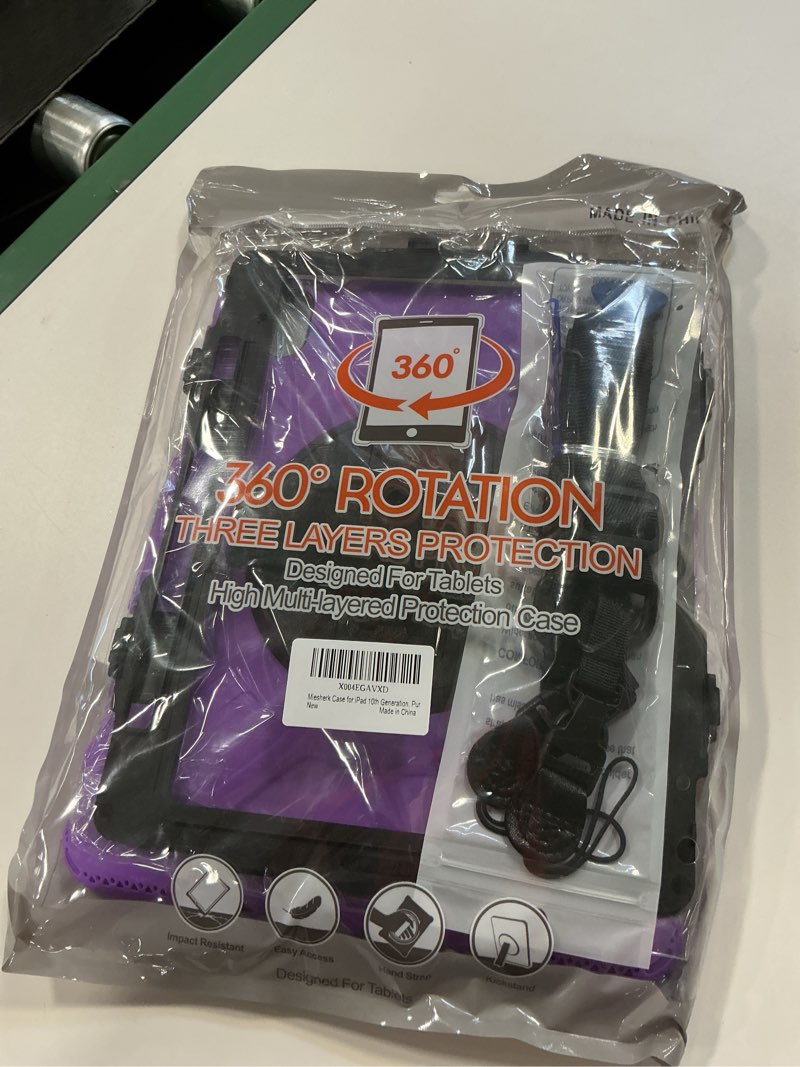 MADE IN CHI
360°
360° ROTATION
THREE LAYERS PROTECTION
Designed For Tablets
High Multi-layered Protection Case
X004EGAVXD
Miesherk Case for iPad 10th Generation, Pur
New
Made in China
Impact Resistant
Easy Access
Hand Strap
Kickstand
Designed For Tablets